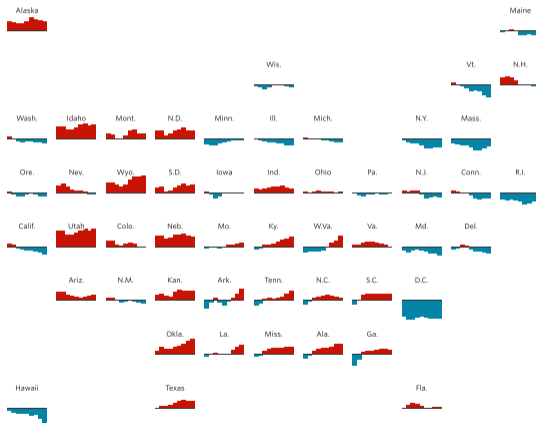 Alaska Maine
Wis. Vt. N.H.
Wash. Idaho Mont. N.D. Minn. Ill. Mich. N.Y. Mass.
Ore. Nev. Wyo. S.D. Iowa Ind. Ohio Pa. N.J. Conn. R.I.
Calif. Utah Colo. Neb. Mo. Ky. W.Va. Va. Md. Del.
Ariz. N.M. Kan. Ark. Tenn. N.C. S.C. D.C.
Okla. La. Miss. Ala. Ga.
Hawaii Texas Fla.